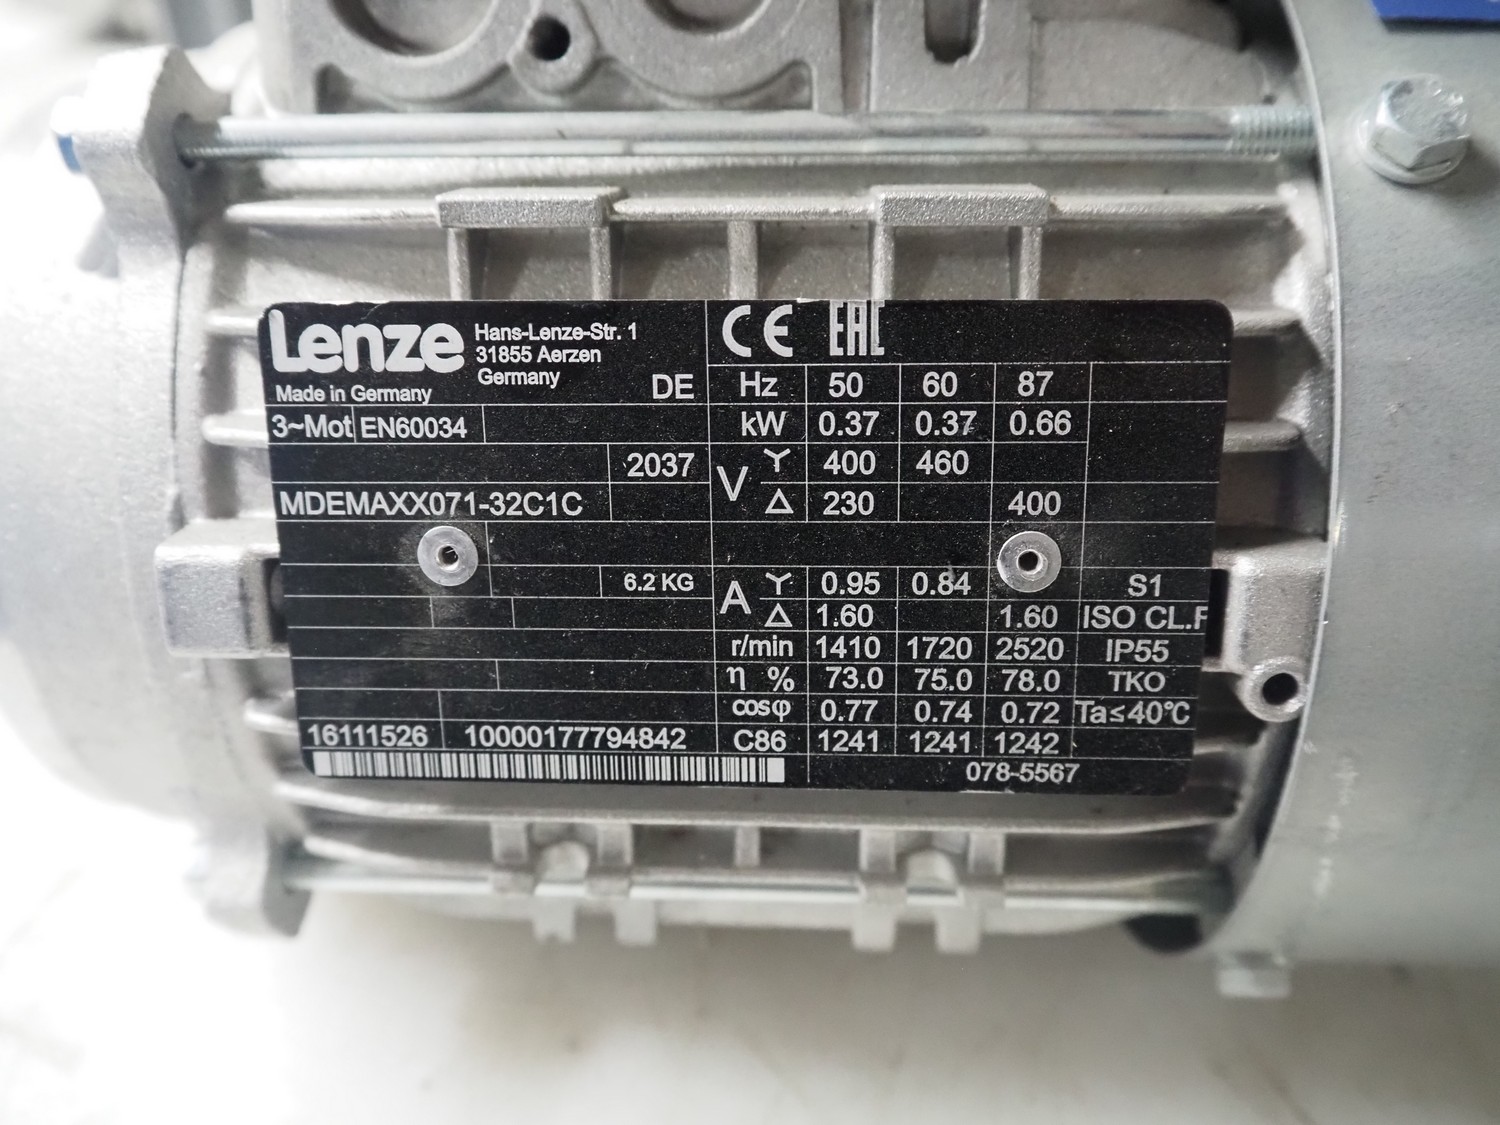 Lenze Hans-Lenze-Str. 1
31855 Aerzen
Germany
Made in Germany
DE
CE EAC
Hz 50 60 87
3~Mot EN60034
kW 0.37 0.37 0.66
2037
V Y 400 460
MDEMAXX071-32C1C
Δ 230 400
6.2 KG
A Y 0.95 0.84 S1
Δ 1.60 1.60 ISO CL.F
r/min 1410 1720 2520 IP55
η % 73.0 75.0 78.0 TKO
cosφ 0.77 0.74 0.72 Ta≤40°C
16111526 10000177794842
C86 1241 1241 1242
078-5567